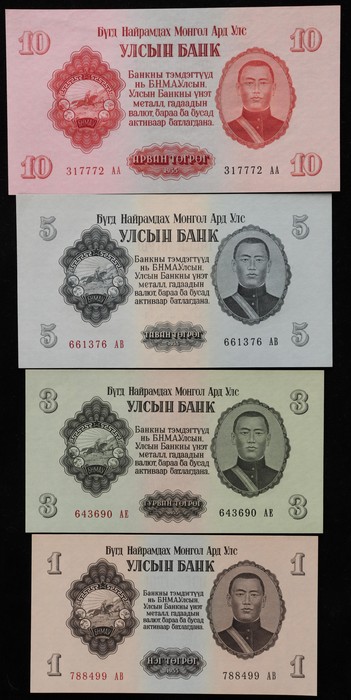 10 10
Бүгд Найрамдах Монгол Ард Улс
УЛСЫН БАНК
Банкны тэмдэгтүүд
нь БНМАУлсын.
Улсын Банкны үнэт
металл, гадаадын
валют, бараа ба бусад
активаар батлагдана.
10 317772 АА АРВАН ТӨГРӨГ 1955 317772 АА 10
5 5
Бүгд Найрамдах Монгол Ард Улс
УЛСЫН БАНК
Банкны тэмдэгтүүд
нь БНМАУлсын.
Улсын Банкны үнэт
металл, гадаадын
валют, бараа ба бусад
активаар батлагдана.
5 ТАВАН ТӨГРӨГ 1955 5
661376 АВ 661376 АВ
3 3
Бүгд Найрамдах Монгол Ард Улс
УЛСЫН БАНК
Банкны тэмдэгтүүд
нь БНМАУлсын.
Улсын Банкны үнэт
металл, гадаадын
валют, бараа ба бусад
активаар батлагдана.
3 ГУРВАН ТӨГРӨГ 1955 3
643690 АЕ 643690 АЕ
1 1
Бүгд Найрамдах Монгол Ард Улс
УЛСЫН БАНК
Банкны тэмдэгтүүд
нь БНМАУлсын.
Улсын Банкны үнэт
металл, гадаадын
валют, бараа ба бусад
активаар батлагдана.
1 НЭГ ТӨГРӨГ 1955 1
788499 АВ 788499 АВ